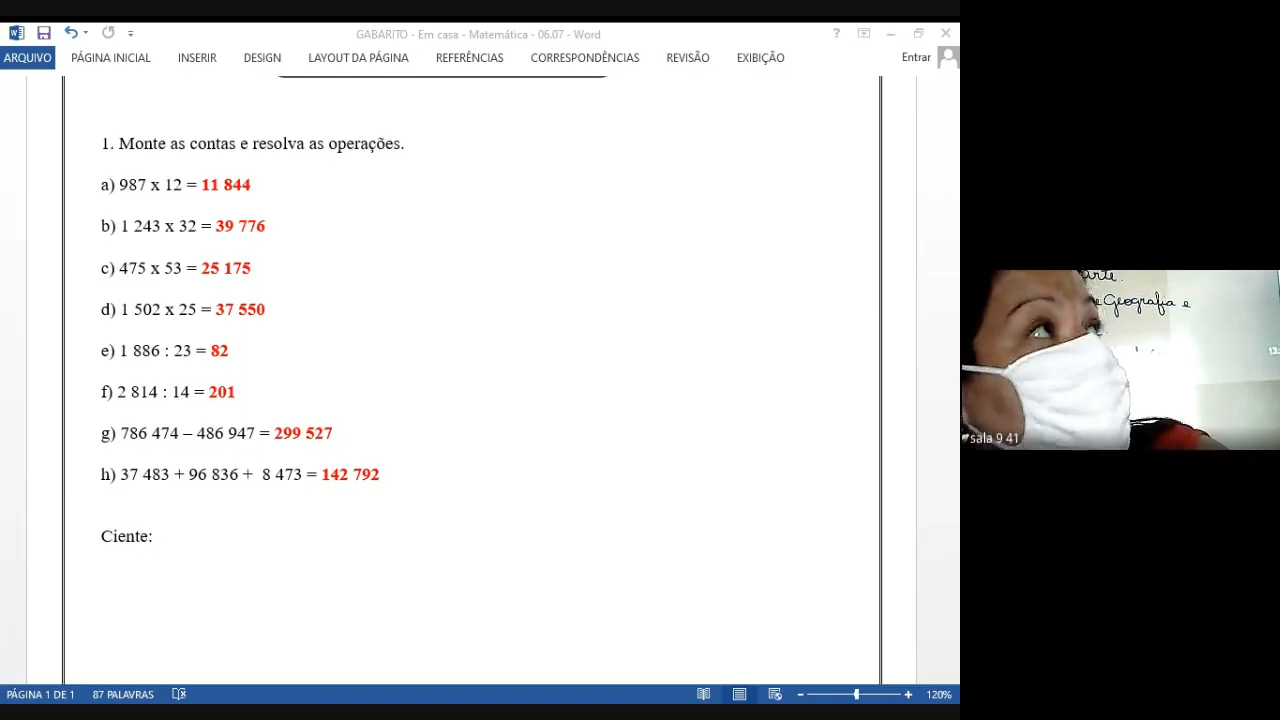 GABARITO - Em casa - Matemática - 06.07 - Word
?
ARQUIVO PÁGINA INICIAL INSERIR DESIGN LAYOUT DA PÁGINA REFERÊNCIAS CORRESPONDÊNCIAS REVISÃO EXIBIÇÃO Entrar
1. Monte as contas e resolva as operações.
a) 987 x 12 = 11 844
b) 1 243 x 32 = 39 776
c) 475 x 53 = 25 175
d) 1 502 x 25 = 37 550
e) 1 886 : 23 = 82
f) 2 814 : 14 = 201
g) 786 474 – 486 947 = 299 527
h) 37 483 + 96 836 +  8 473 = 142 792
Ciente:
PÁGINA 1 DE 1 87 PALAVRAS 120%
Geografia e
sala 9 41